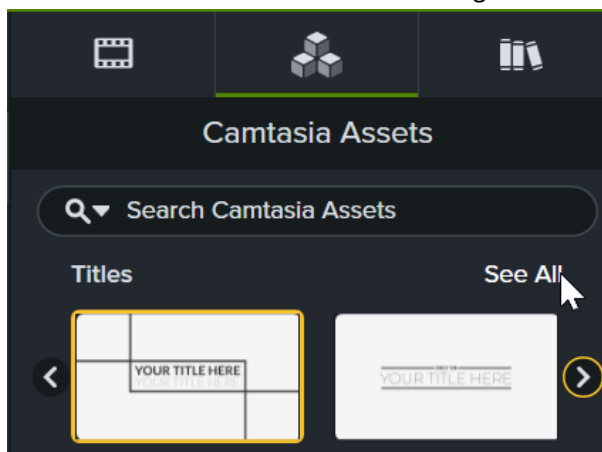 Camtasia Assets
Search Camtasia Assets
Titles
See All
YOUR TITLE HERE
YOUR TITLE HERE
YOUR TITLE HERE